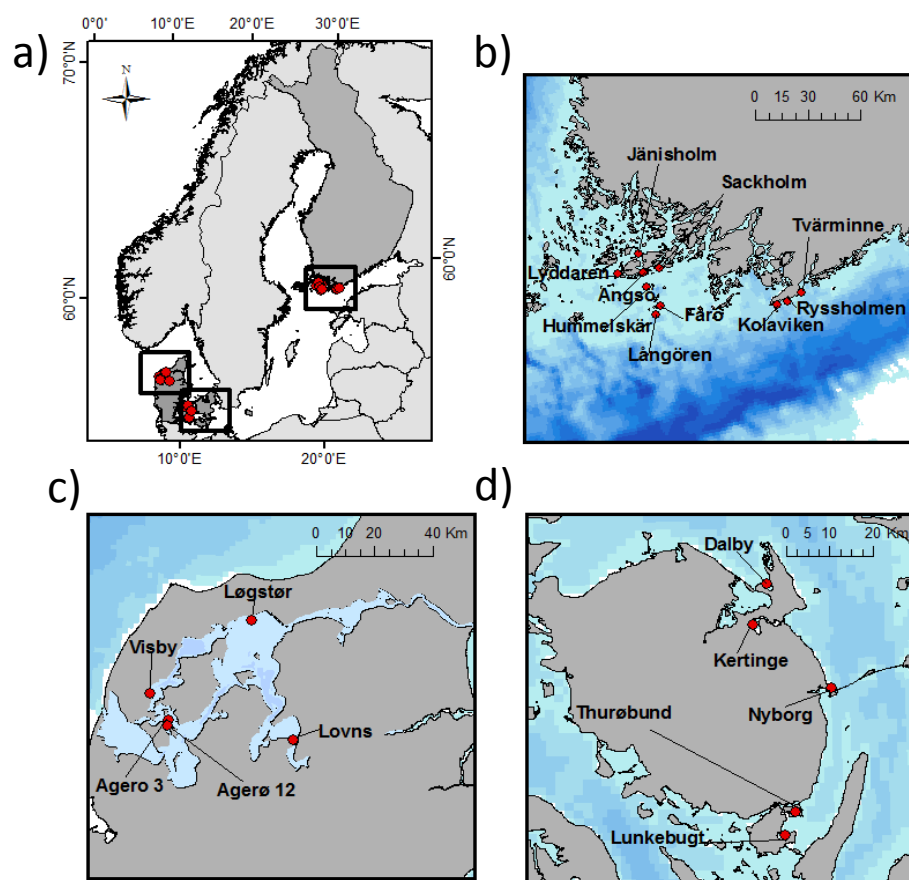 a)
0°0'
10°0'E
20°0'E
30°0'E
70°0'N
60°0'N
60°0'N
N
10°0'E
20°0'E
b)
0 15 30 60 Km
Jänisholm
Sackholm
Tvärminne
Lyddaren
Ängsö
Fårö
Ryssholmen
Hummelskär
Kolaviken
Långören
c)
0 10 20 40 Km
Løgstør
Visby
Lovns
Agero 3
Agerø 12
d)
0 5 10 20 Km
Dalby
Kertinge
Nyborg
Thurøbund
Lunkebugt